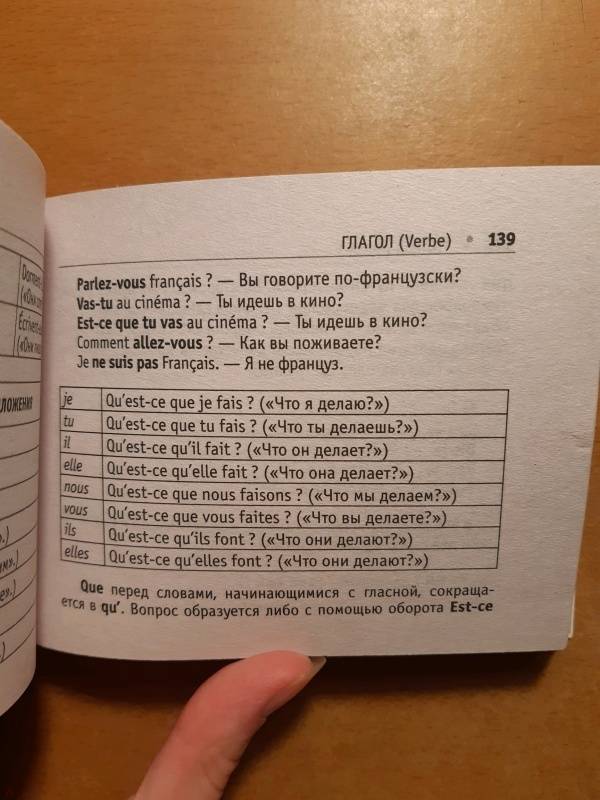 ГЛАГОЛ (Verbe) • 139
Parlez-vous français ? — Вы говорите по-французски?
Vas-tu au cinéma ? — Ты идешь в кино?
Est-ce que tu vas au cinéma ? — Ты идешь в кино?
Comment allez-vous ? — Как вы поживаете?
Je ne suis pas Français. — Я не француз.
je Qu'est-ce que je fais ? («Что я делаю?»)
tu Qu'est-ce que tu fais ? («Что ты делаешь?»)
il Qu'est-ce qu'il fait ? («Что он делает?»)
elle Qu'est-ce qu'elle fait ? («Что она делает?»)
nous Qu'est-ce que nous faisons ? («Что мы делаем?»)
vous Qu'est-ce que vous faites ? («Что вы делаете?»)
ils Qu'est-ce qu'ils font ? («Что они делают?»)
elles Qu'est-ce qu'elles font ? («Что они делают?»)
Que перед словами, начинающимися с гласной, сокраща-
ется в qu'. Вопрос образуется либо с помощью оборота Est-ce